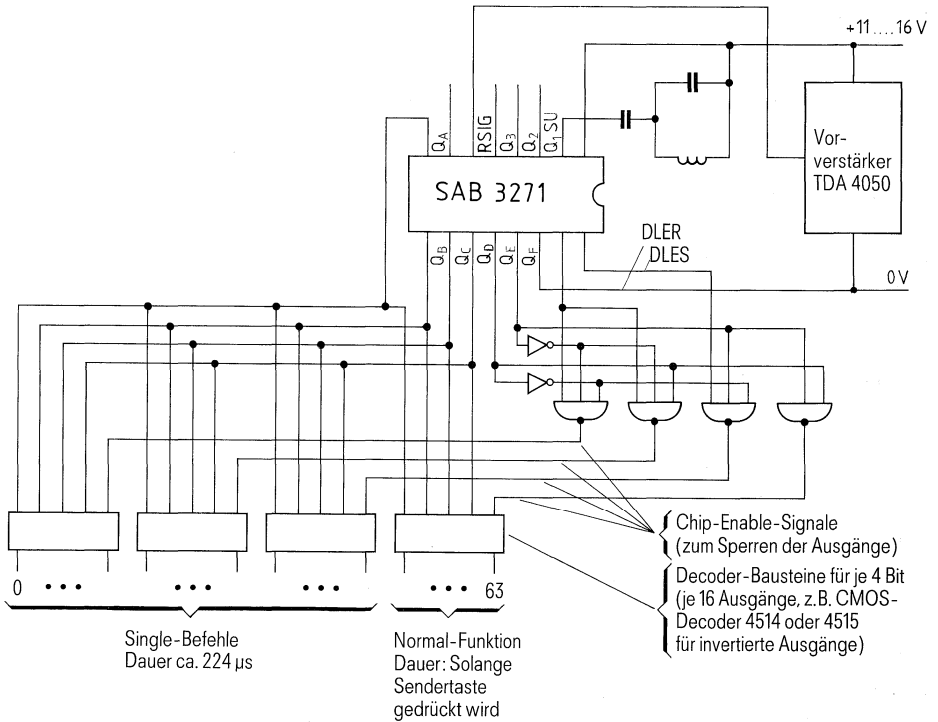 +11....16 V
Q_A
RSIG
Q_3
Q_2
Q_1
SU
Vor-
verstärker
TDA 4050
SAB 3271
Q_B
Q_C
Q_D
Q_E
Q_F
DLER
DLES
0 V
Chip-Enable-Signale
(zum Sperren der Ausgänge)
0
•••
•••
•••
•••
63
Decoder-Bausteine für je 4 Bit
(je 16 Ausgänge, z.B. CMOS-
Decoder 4514 oder 4515
für invertierte Ausgänge)
Single-Befehle
Dauer ca. 224 µs
Normal-Funktion
Dauer: Solange
Sendertaste
gedrückt wird